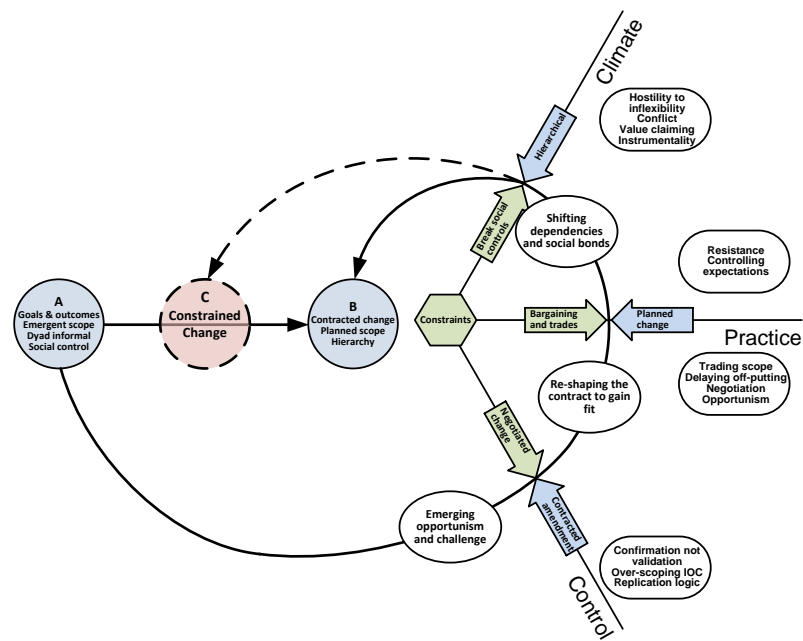 Climate
Hostility to
inflexibility
Conflict
Value claiming
Instrumentality
Hierarchical
Break social
controls
Shifting
dependencies
and social bonds
Resistance
Controlling
expectations
A
Goals & outcomes
Emergent scope
Dyad informal
Social control
C
Constrained
Change
B
Contracted change
Planned scope
Hierarchy
Constraints
Bargaining
and trades
Planned
change
Practice
Trading scope
Delaying off-putting
Negotiation
Opportunism
Re-shaping the
contract to gain
fit
Negotiated
change
Contracted
amendment
Emerging
opportunism
and challenge
Confirmation not
validation
Over-scoping IOC
Replication logic
Control